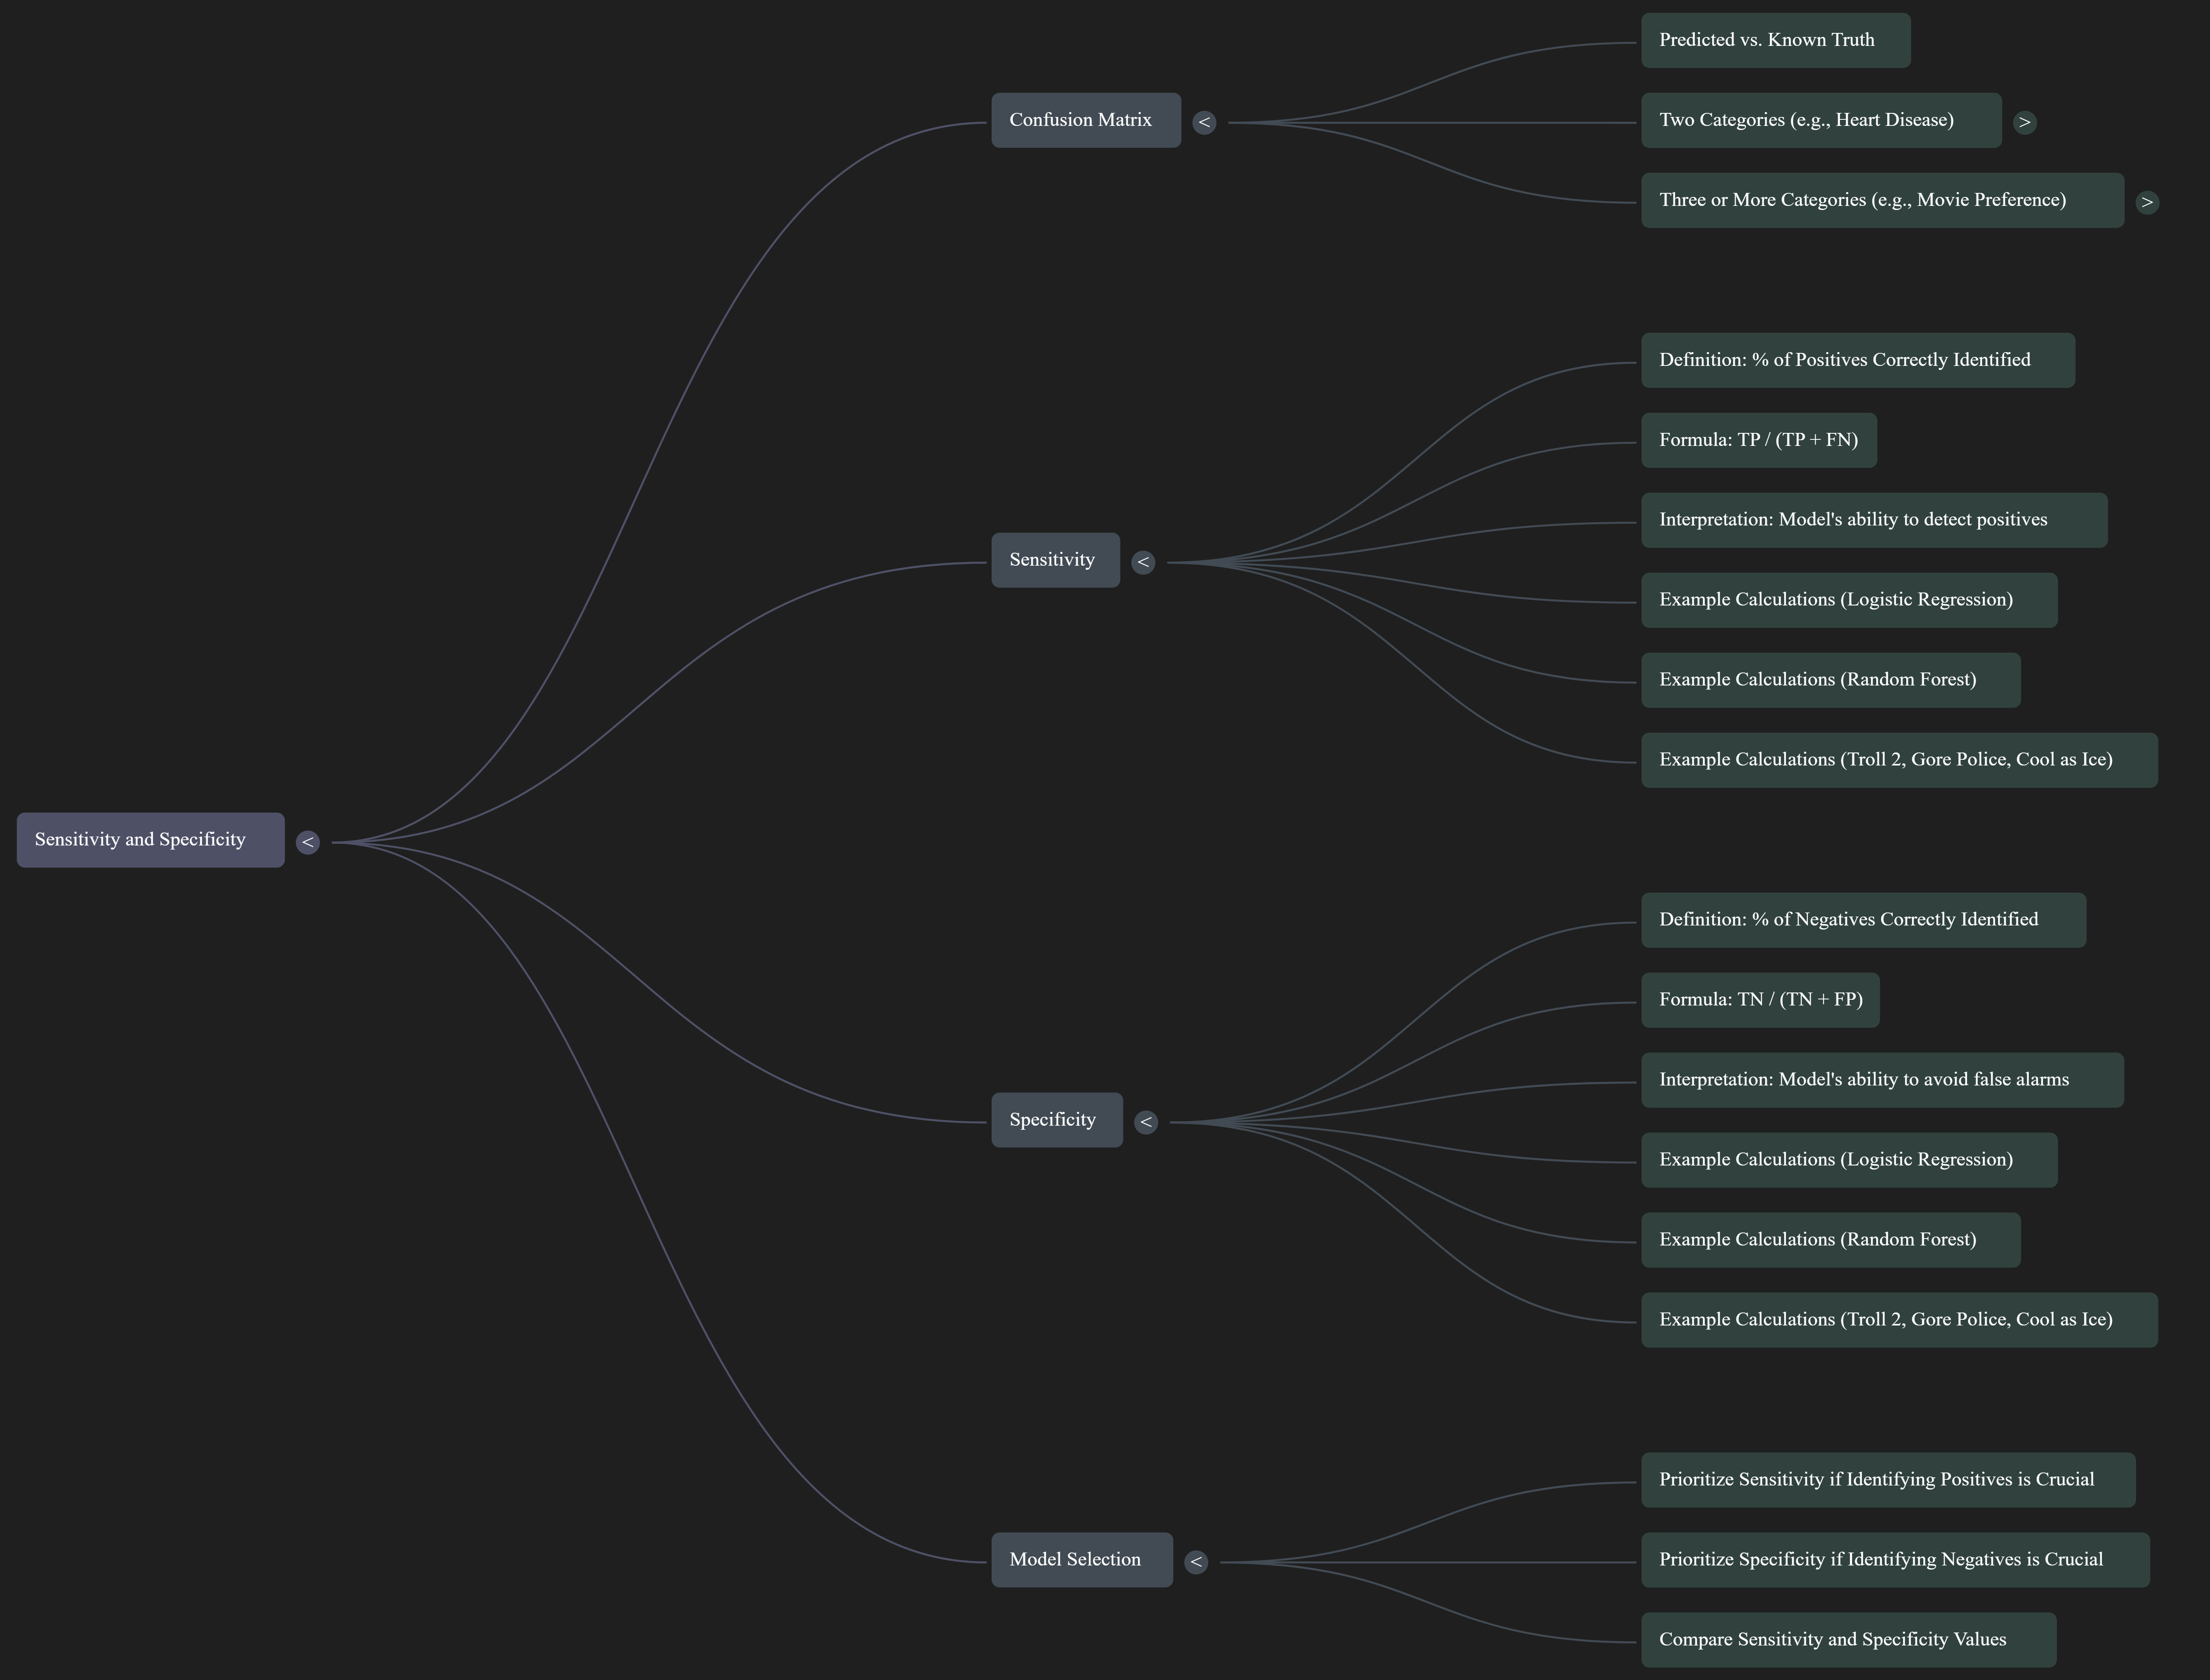 Sensitivity and Specificity
<
Confusion Matrix
<
Predicted vs. Known Truth
Two Categories (e.g., Heart Disease)
>
Three or More Categories (e.g., Movie Preference)
>
Sensitivity
<
Definition: % of Positives Correctly Identified
Formula: TP / (TP + FN)
Interpretation: Model's ability to detect positives
Example Calculations (Logistic Regression)
Example Calculations (Random Forest)
Example Calculations (Troll 2, Gore Police, Cool as Ice)
Specificity
<
Definition: % of Negatives Correctly Identified
Formula: TN / (TN + FP)
Interpretation: Model's ability to avoid false alarms
Example Calculations (Logistic Regression)
Example Calculations (Random Forest)
Example Calculations (Troll 2, Gore Police, Cool as Ice)
Model Selection
<
Prioritize Sensitivity if Identifying Positives is Crucial
Prioritize Specificity if Identifying Negatives is Crucial
Compare Sensitivity and Specificity Values